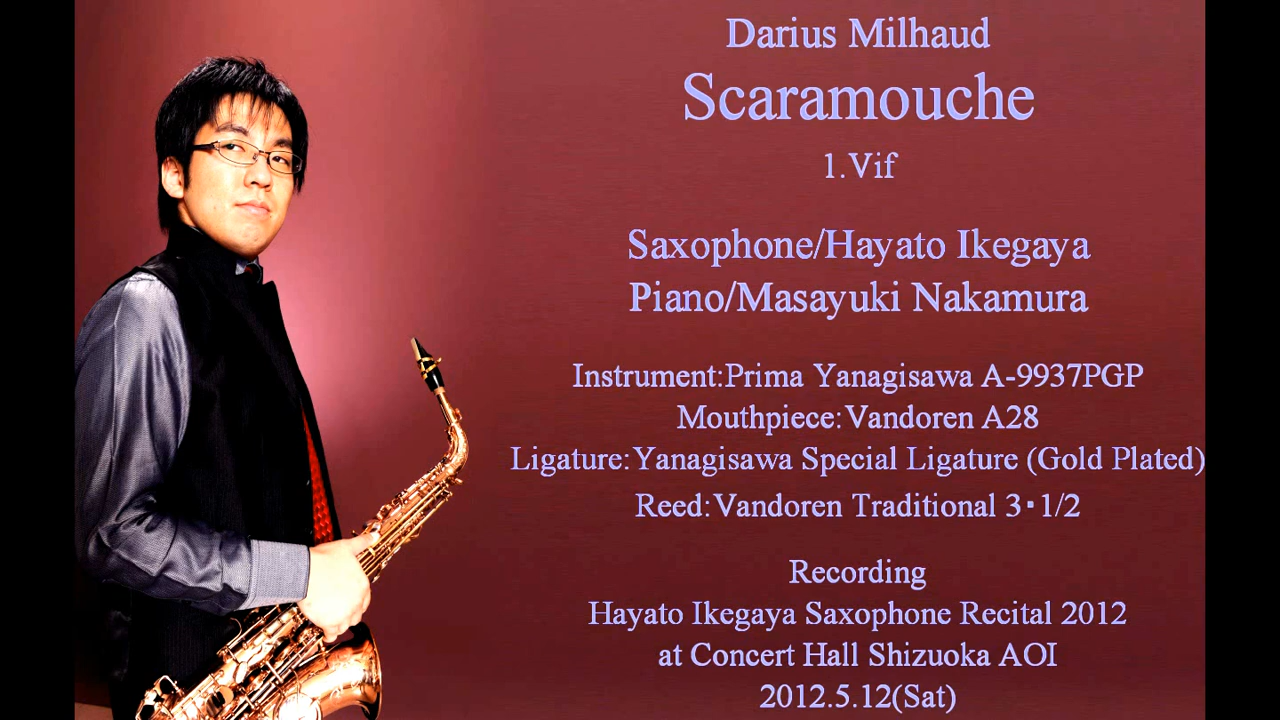 Darius Milhaud
Scaramouche
1.Vif
Saxophone/Hayato Ikegaya
Piano/Masayuki Nakamura
Instrument:Prima Yanagisawa A-9937PGP
Mouthpiece:Vandoren A28
Ligature:Yanagisawa Special Ligature (Gold Plated)
Reed:Vandoren Traditional 3・1/2
Recording
Hayato Ikegaya Saxophone Recital 2012
at Concert Hall Shizuoka AOI
2012.5.12(Sat)